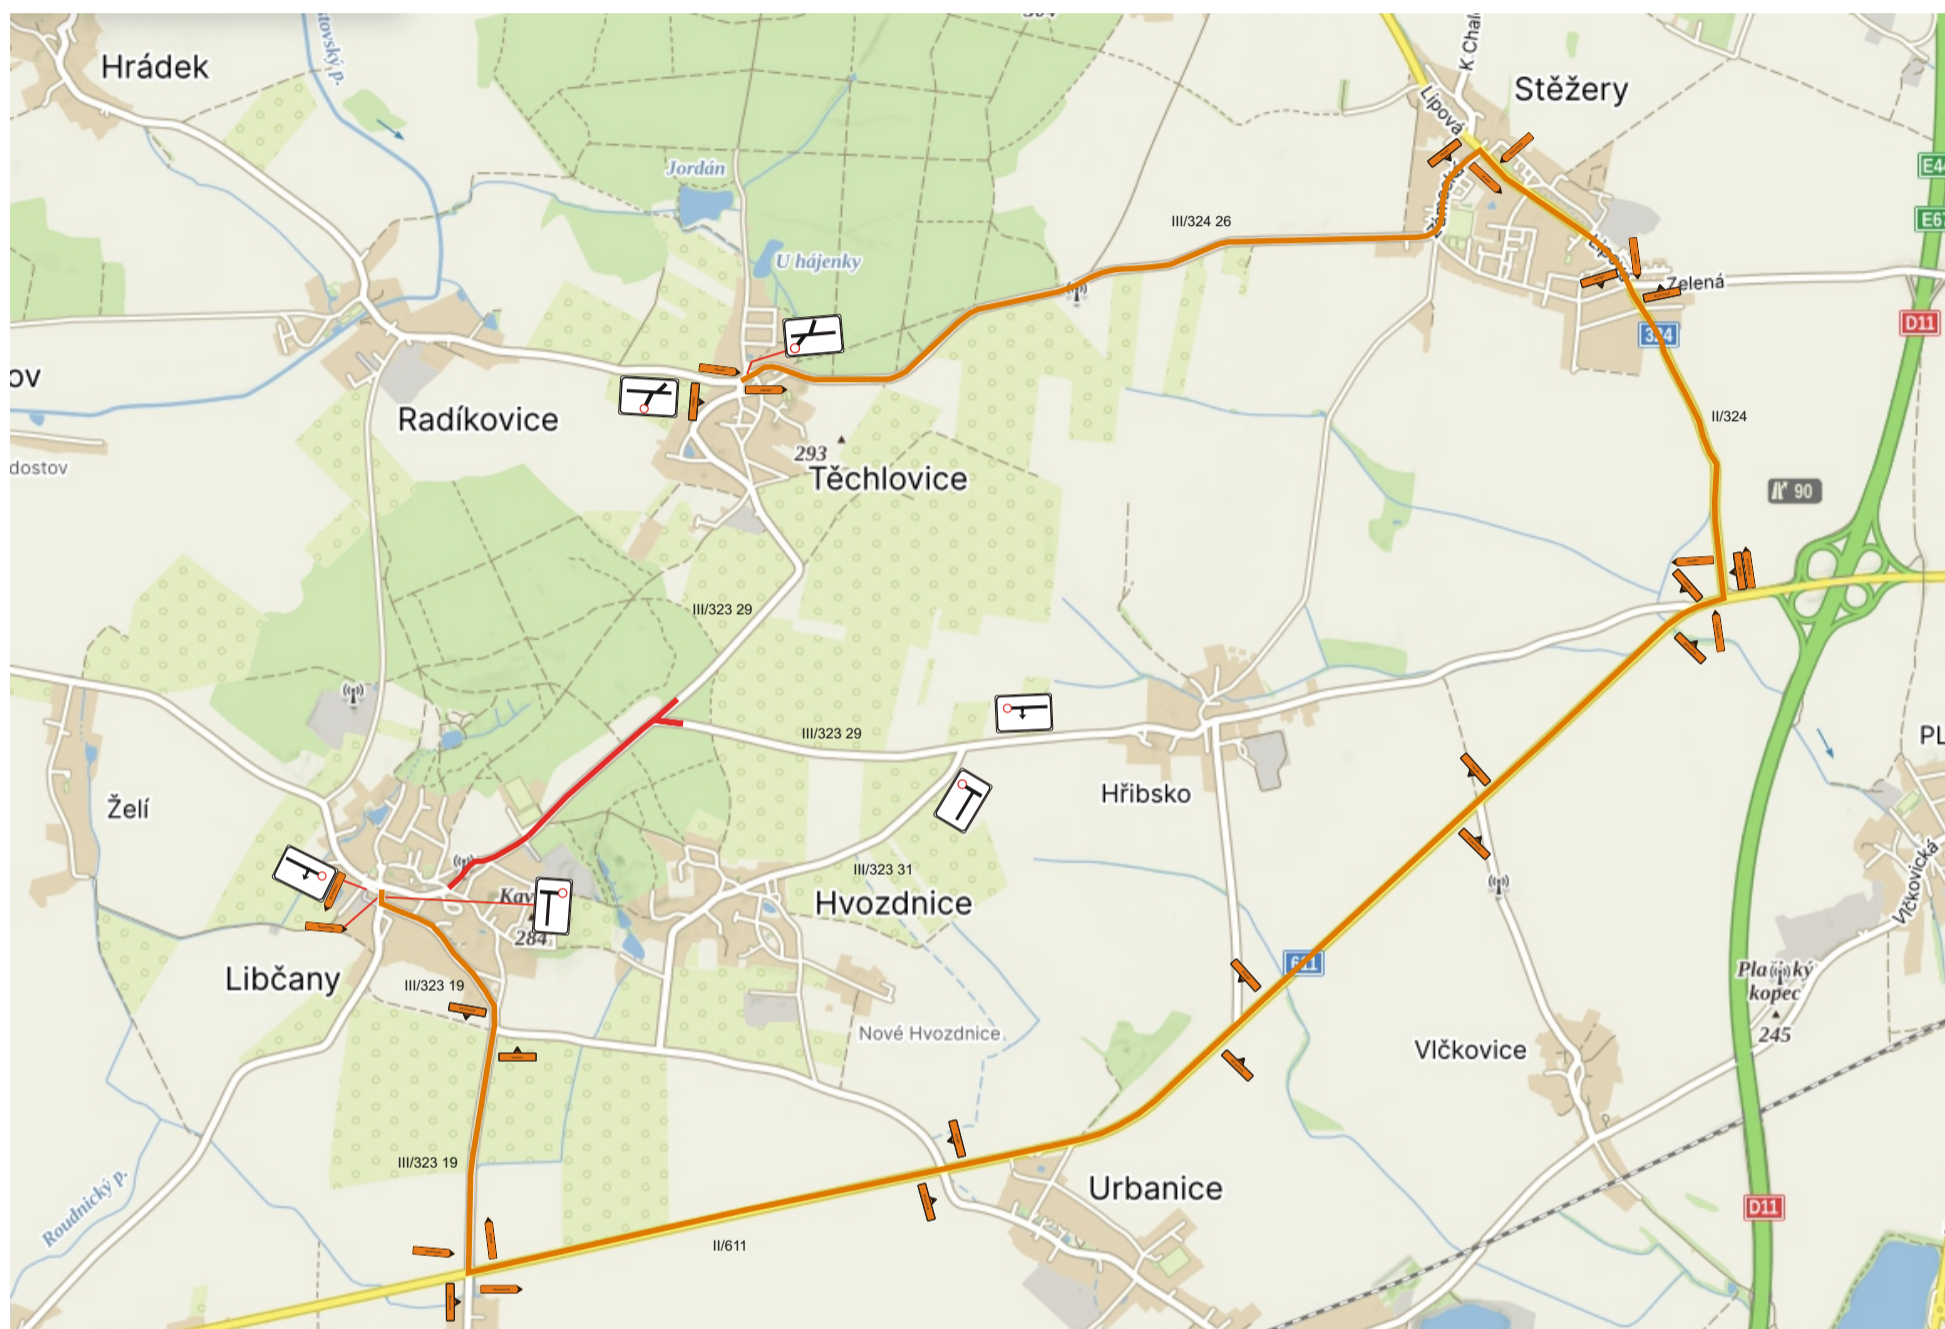 Hrádek
K Chal
Stěžery
Lipová
Jordán
E4
III/324 26
E67
U hájenky
Zelená
D11
324
ov
Radíkovice
II/324
293
Těchlovice
dostov
90
III/323 29
III/323 29
PL
Hřibsko
Želí
III/323 31
Vlčkovická
Hvozdnice
284
611
kopec
Libčany
III/323 19
245
Nové Hvozdnice
Vlčkovice
III/323 19
Urbanice
Roudnický p.
D11
II/611